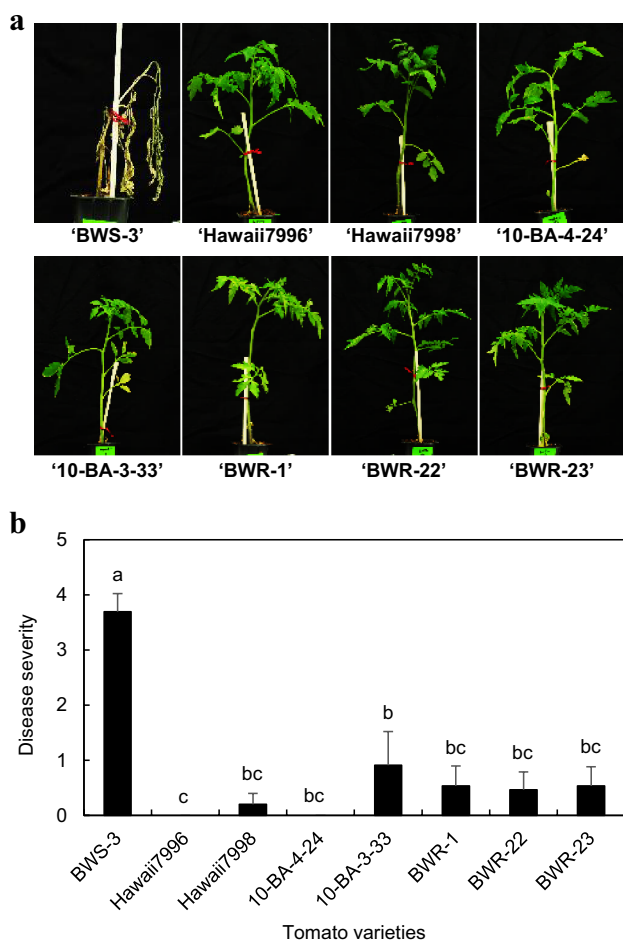 a
‘BWS-3’ ‘Hawaii7996’ ‘Hawaii7998’ ‘10-BA-4-24’
‘10-BA-3-33’ ‘BWR-1’ ‘BWR-22’ ‘BWR-23’
b
Disease severity
5
4
3
2
1
0
a
c
bc
bc
b
bc
bc
bc
BWS-3
Hawaii7996
Hawaii7998
10-BA-4-24
10-BA-3-33
BWR-1
BWR-22
BWR-23
Tomato varieties